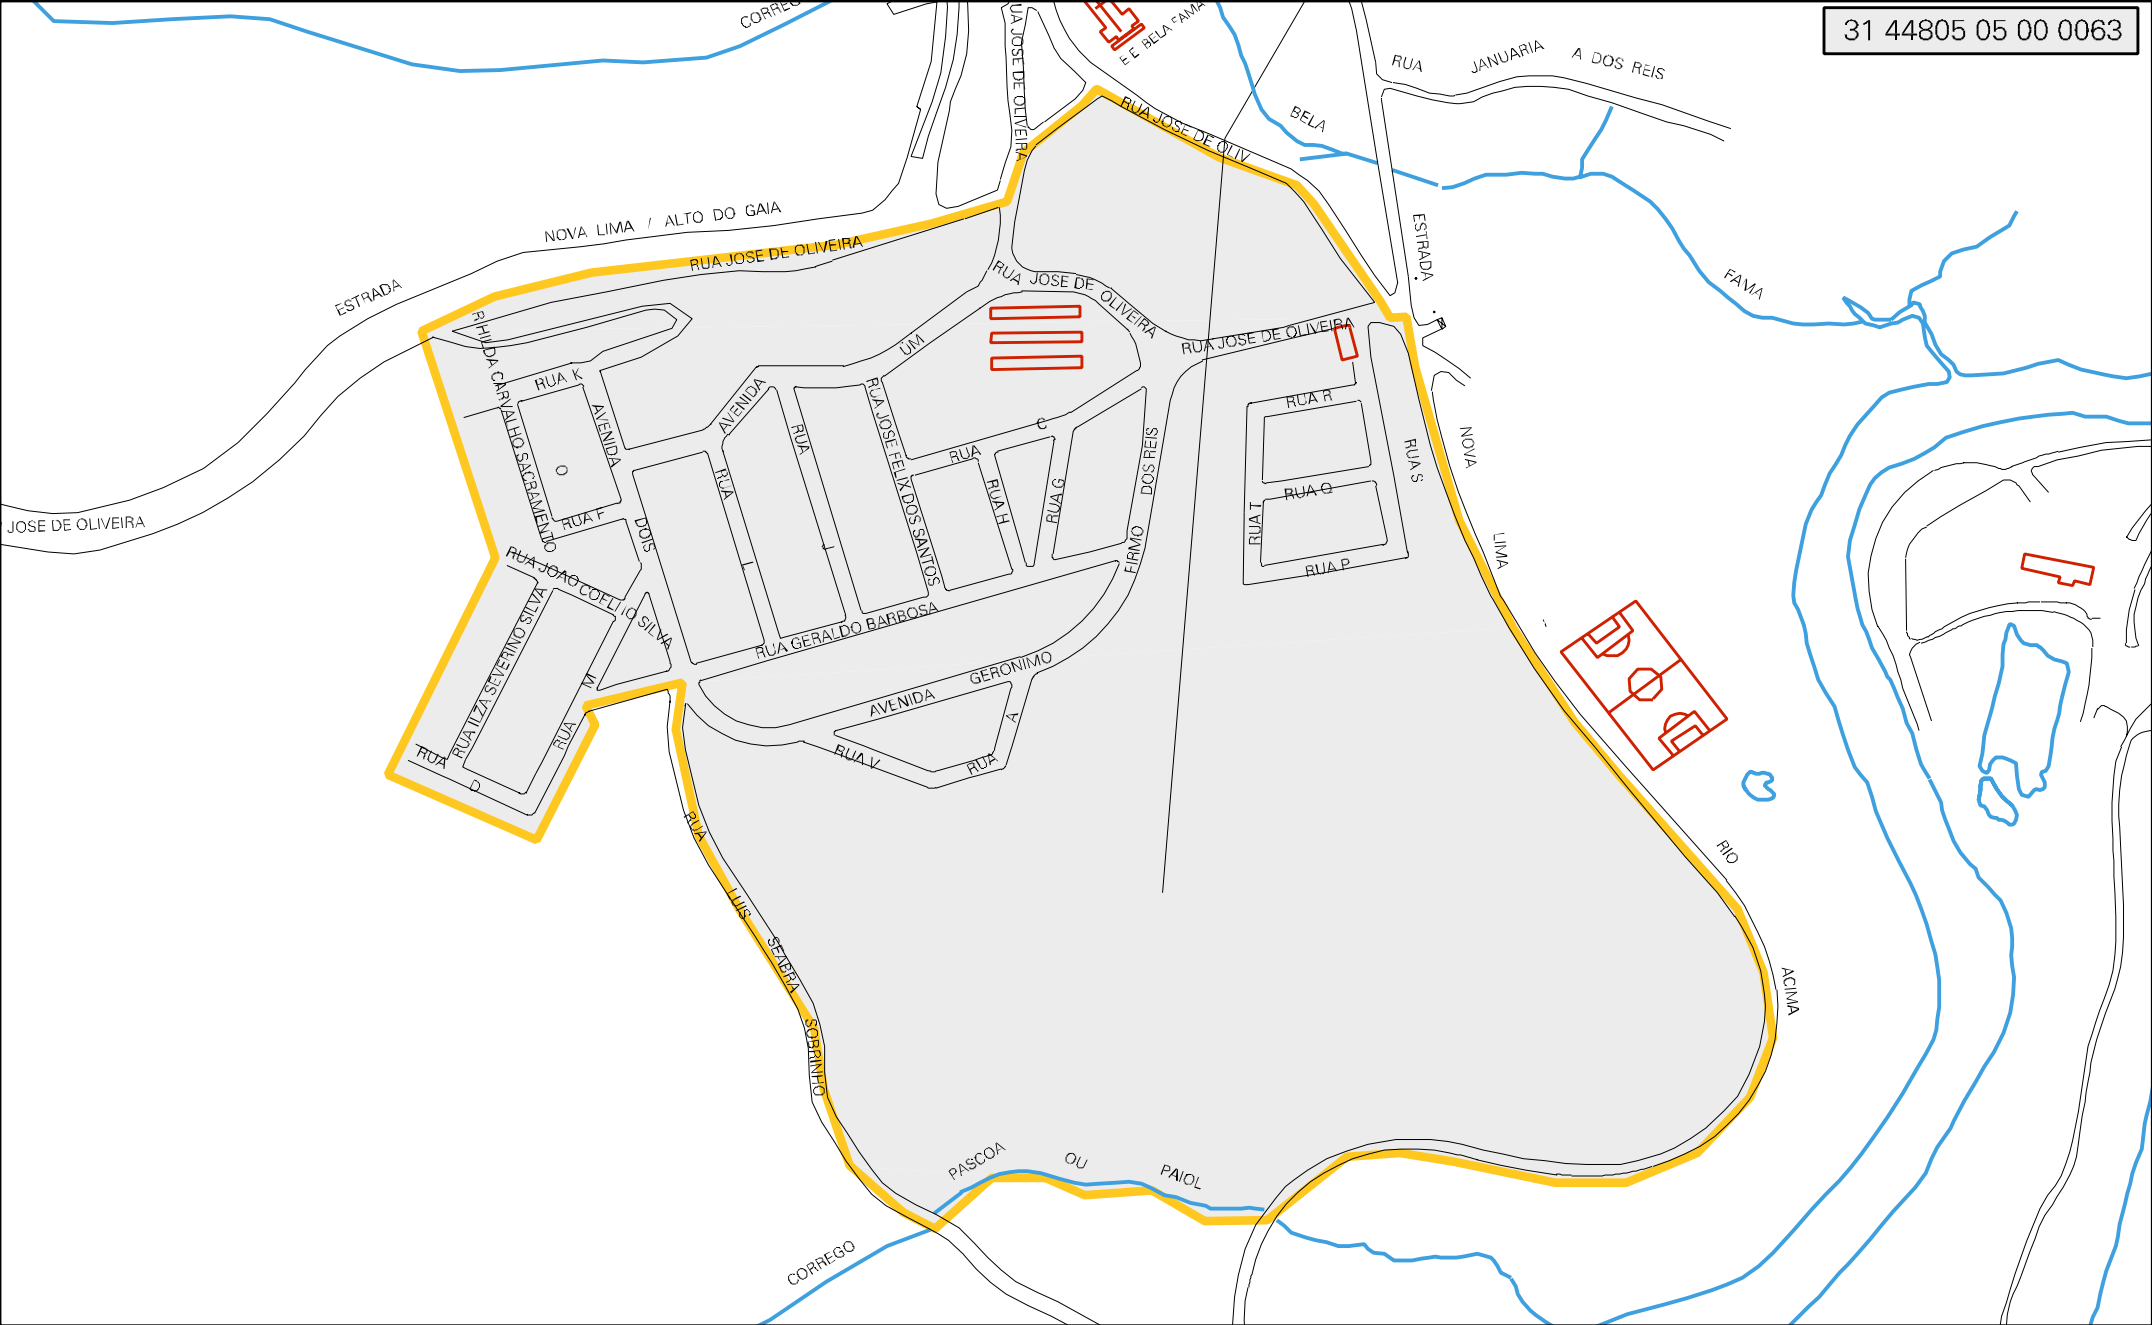 31 44805 05 00 0063
CORREG
UA JOSE DE OLIVEIRA
E E BELA FAMA
RUA JANUARIA A DOS REIS
BELA
RUA JOSE DE OLIV
NOVA LIMA / ALTO DO GAIA
ESTRADA
RUA JOSE DE OLIVEIRA
ESTRADA
FAMA
RUA JOSE DE OLIVEIRA
RUA JOSE DE OLIVEIRA
R HILDA CARVALHO SACRAMENTO
RUA K
AVENIDA
UM
AVENIDA
DOIS
O
RUA F
RUA
L
RUA
J
RUA JOSE FELIX DOS SANTOS
RUA
C
RUA H
RUA G
DOS REIS
FIRMO
GERONIMO
AVENIDA
RUA R
RUA Q
RUA T
RUA P
RUA S
NOVA
LIMA
JOSE DE OLIVEIRA
RUA JOAO COELHO SILVA
RUA GERALDO BARBOSA
RUA ILZA SEVERINO SILVA
RUA
M
RUA
D
RUA V
RUA
A
RUA
LUIS
SEABRA
SOBRINHO
RIO
ACIMA
PASCOA OU PAIOL
CORREGO